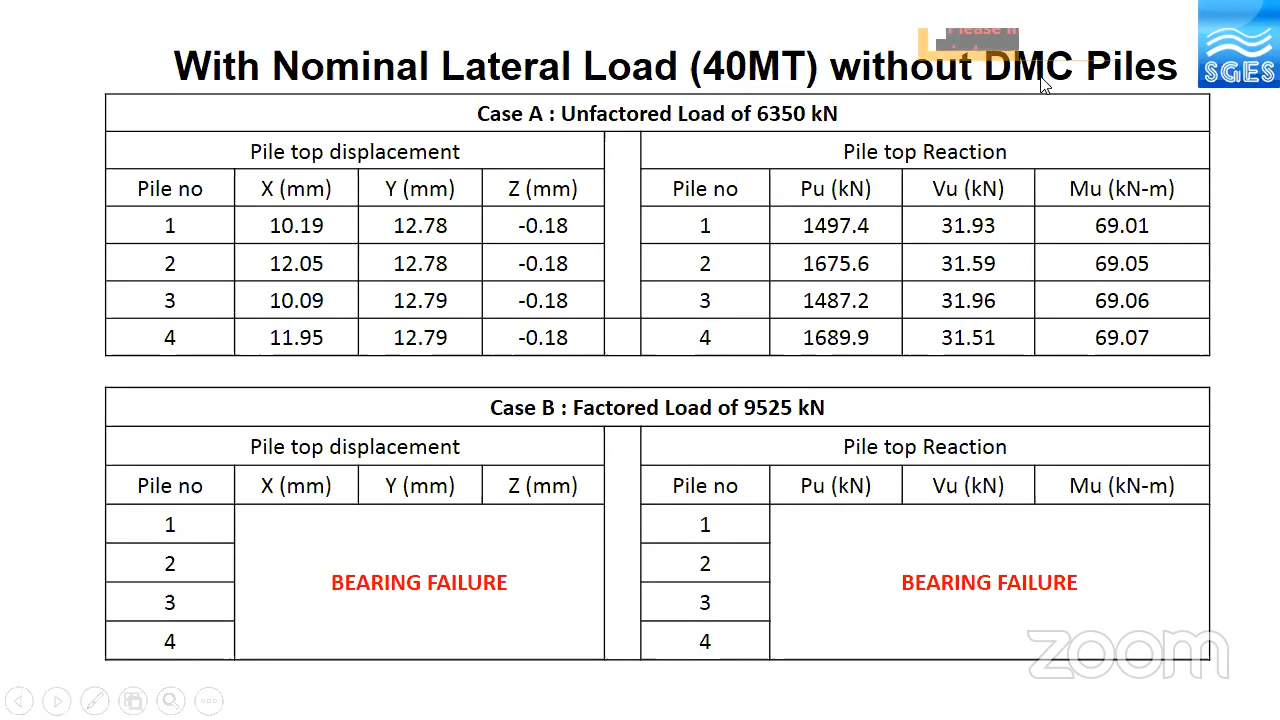 Please
With Nominal Lateral Load (40MT) without DMC Piles
SGES
Case A : Unfactored Load of 6350 kN
Pile top displacement Pile top Reaction
Pile no X (mm) Y (mm) Z (mm) Pile no Pu (kN) Vu (kN) Mu (kN-m)
1 10.19 12.78 -0.18 1 1497.4 31.93 69.01
2 12.05 12.78 -0.18 2 1675.6 31.59 69.05
3 10.09 12.79 -0.18 3 1487.2 31.96 69.06
4 11.95 12.79 -0.18 4 1689.9 31.51 69.07
Case B : Factored Load of 9525 kN
Pile top displacement Pile top Reaction
Pile no X (mm) Y (mm) Z (mm) Pile no Pu (kN) Vu (kN) Mu (kN-m)
1 1
2 2
BEARING FAILURE BEARING FAILURE
3 3
4 4
zoom